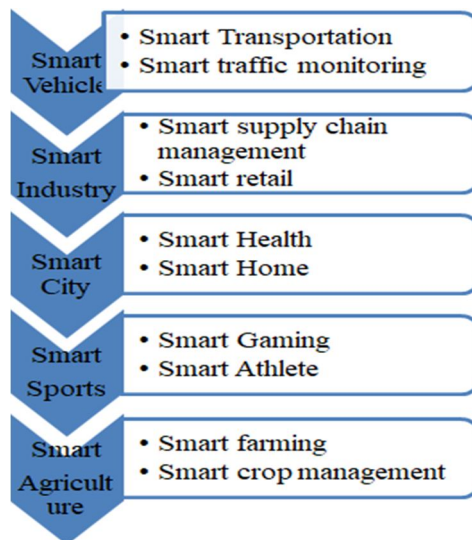 Smart
Vehicle
• Smart Transportation
• Smart traffic monitoring
Smart
Industry
• Smart supply chain
management
• Smart retail
Smart
City
• Smart Health
• Smart Home
Smart
Sports
• Smart Gaming
• Smart Athlete
Smart
Agricult
ure
• Smart farming
• Smart crop management